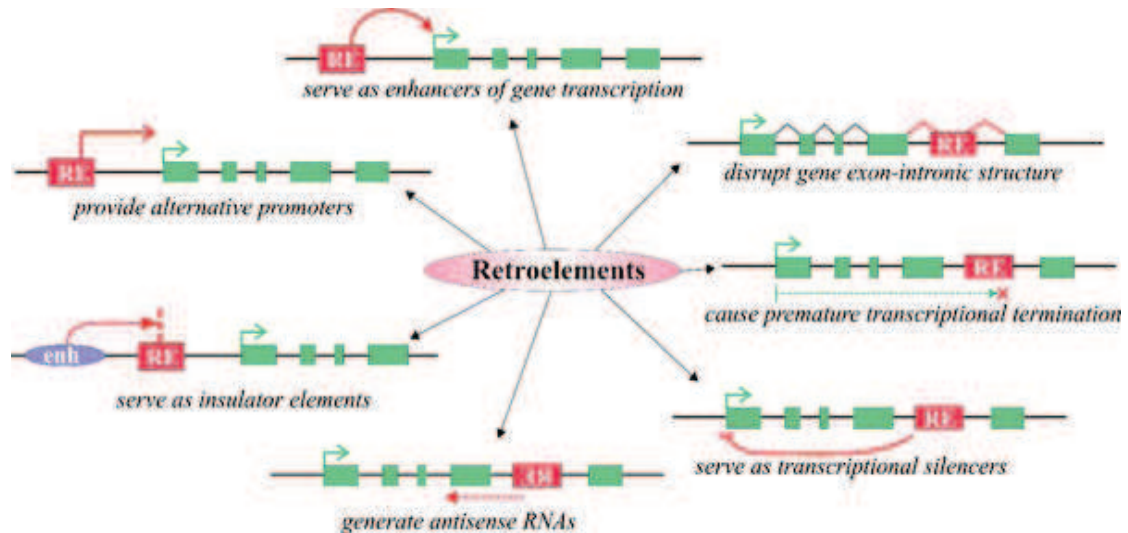 RE
serve as enhancers of gene transcription
RE
disrupt gene exon-intronic structure
RE
provide alternative promoters
Retroelements
RE
cause premature transcriptional termination
enh
RE
serve as insulator elements
RE
serve as transcriptional silencers
RE
generate antisense RNAs